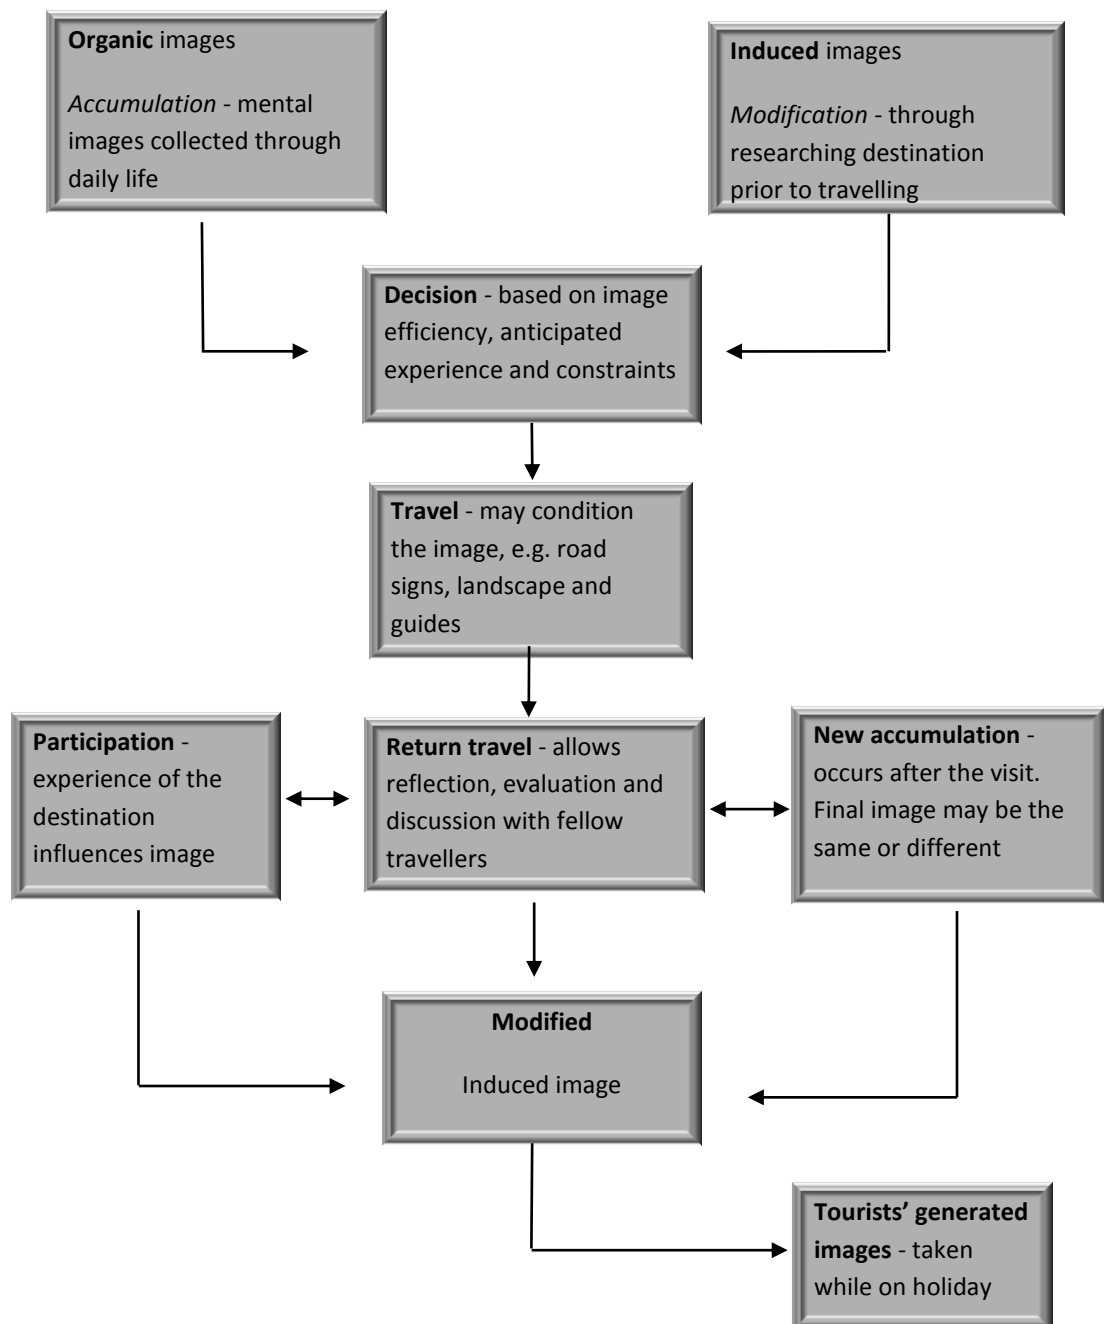 Organic images
Accumulation - mental
images collected through
daily life
Induced images
Modification - through
researching destination
prior to travelling
Decision - based on image
efficiency, anticipated
experience and constraints
Travel - may condition
the image, e.g. road
signs, landscape and
guides
Participation -
experience of the
destination
influences image
Return travel - allows
reflection, evaluation and
discussion with fellow
travellers
New accumulation -
occurs after the visit.
Final image may be the
same or different
Modified
Induced image
Tourists’ generated
images - taken
while on holiday